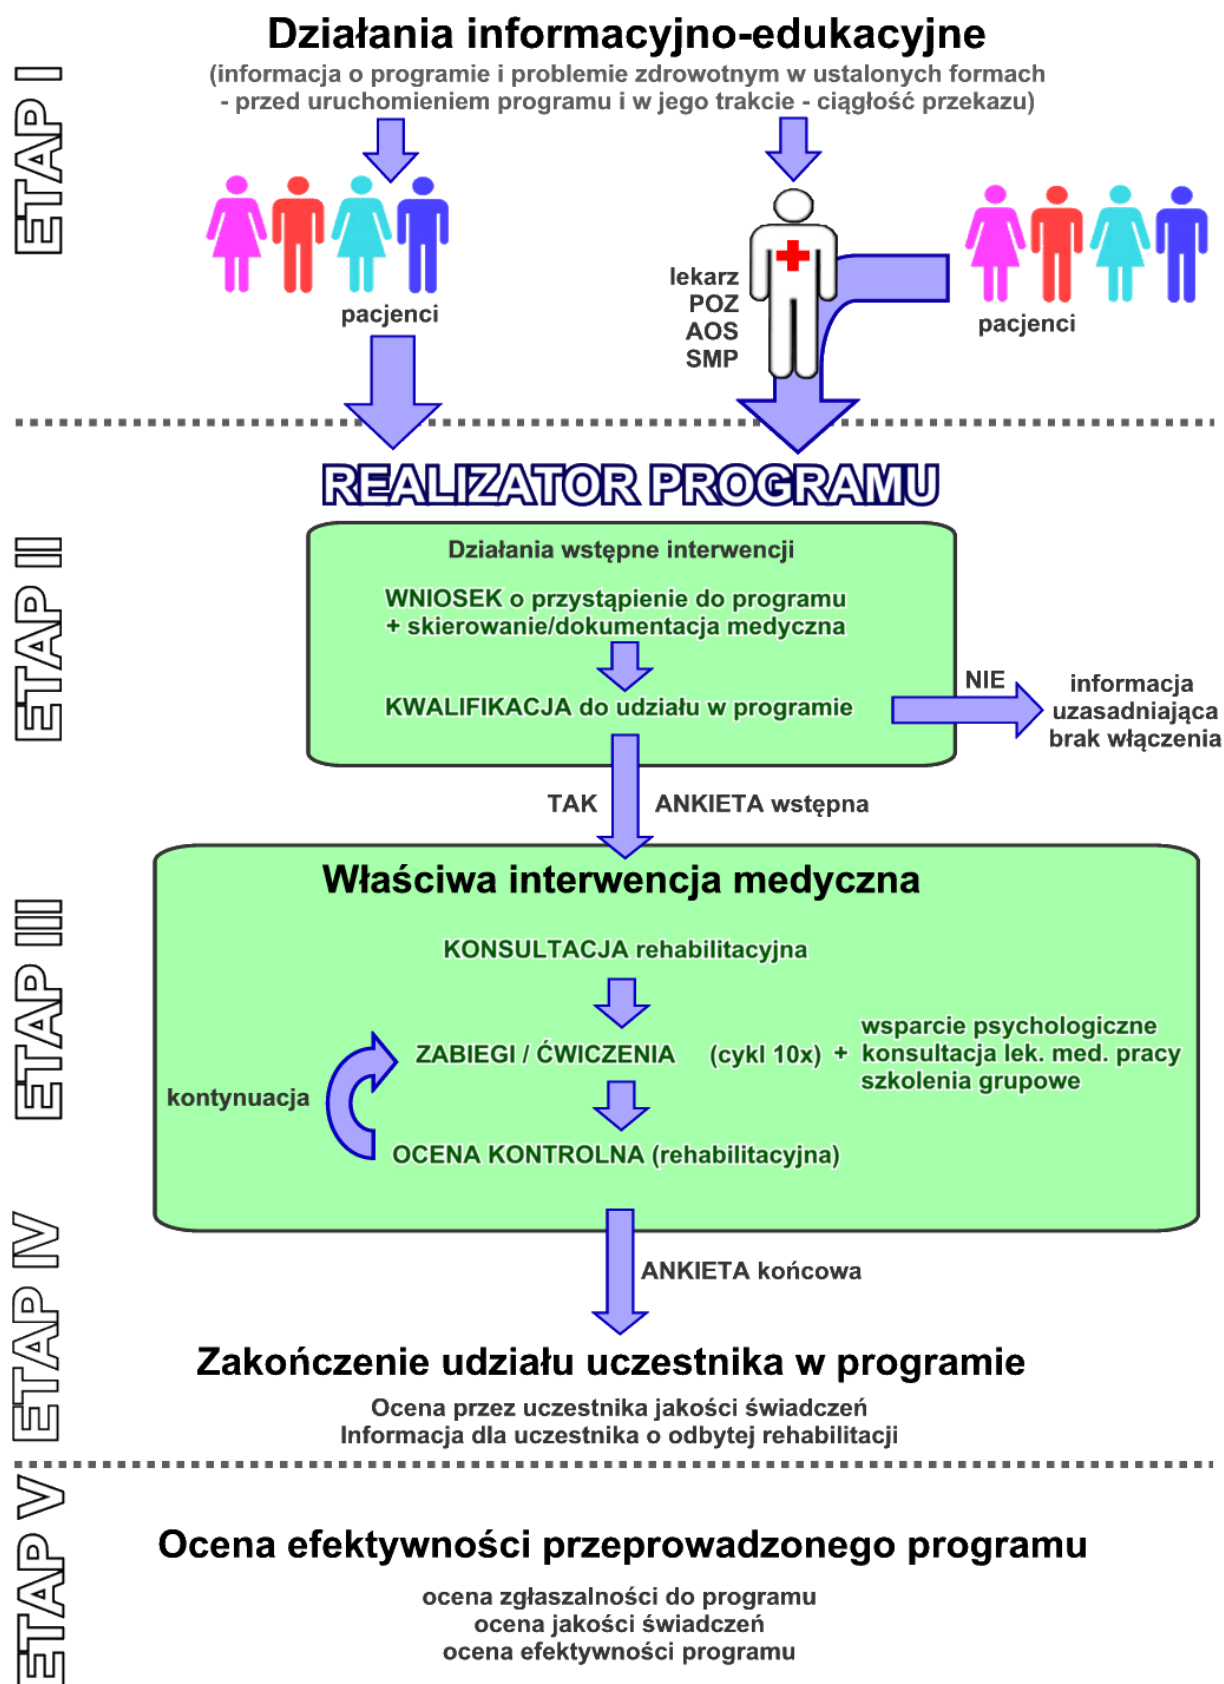 ETAP I
Działania informacyjno-edukacyjne
(informacja o programie i problemie zdrowotnym w ustalonych formach
- przed uruchomieniem programu i w jego trakcie - ciągłość przekazu)
pacjenci
lekarz
POZ
AOS
SMP
pacjenci
REALIZATOR PROGRAMU
ETAP II
Działania wstępne interwencji
WNIOSEK o przystąpienie do programu
+ skierowanie/dokumentacja medyczna
KWALIFIKACJA do udziału w programie
NIE
informacja
uzasadniająca
brak włączenia
TAK
ANKIETA wstępna
ETAP III
Właściwa interwencja medyczna
KONSULTACJA rehabilitacyjna
ZABIEGI / ĆWICZENIA (cykl 10x) +
wsparcie psychologiczne
konsultacja lek. med. pracy
szkolenia grupowe
kontynuacja
OCENA KONTROLNA (rehabilitacyjna)
ETAP IV
ANKIETA końcowa
Zakończenie udziału uczestnika w programie
Ocena przez uczestnika jakości świadczeń
Informacja dla uczestnika o odbytej rehabilitacji
ETAP V
Ocena efektywności przeprowadzonego programu
ocena zgłaszalności do programu
ocena jakości świadczeń
ocena efektywności programu